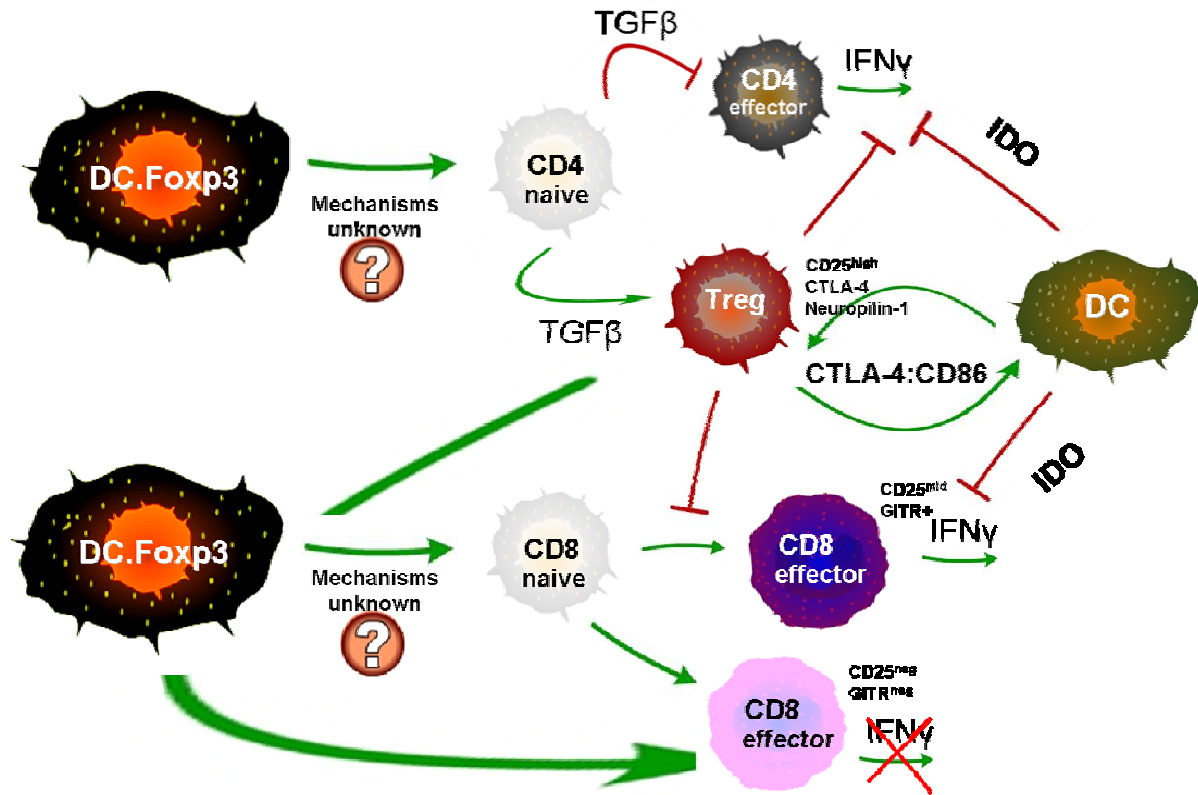 TGFβ
CD4
effector
IFNγ
IDO
DC.Foxp3
Mechanisms
unknown
?
CD4
naive
TGFβ
Treg
CD25high
CTLA-4
Neuropilin-1
DC
CTLA-4:CD86
IDO
DC.Foxp3
Mechanisms
unknown
?
CD8
naive
CD8
effector
CD25mid
GITR+
IFNγ
CD8
effector
CD25neg
GITRneg
IFNγ